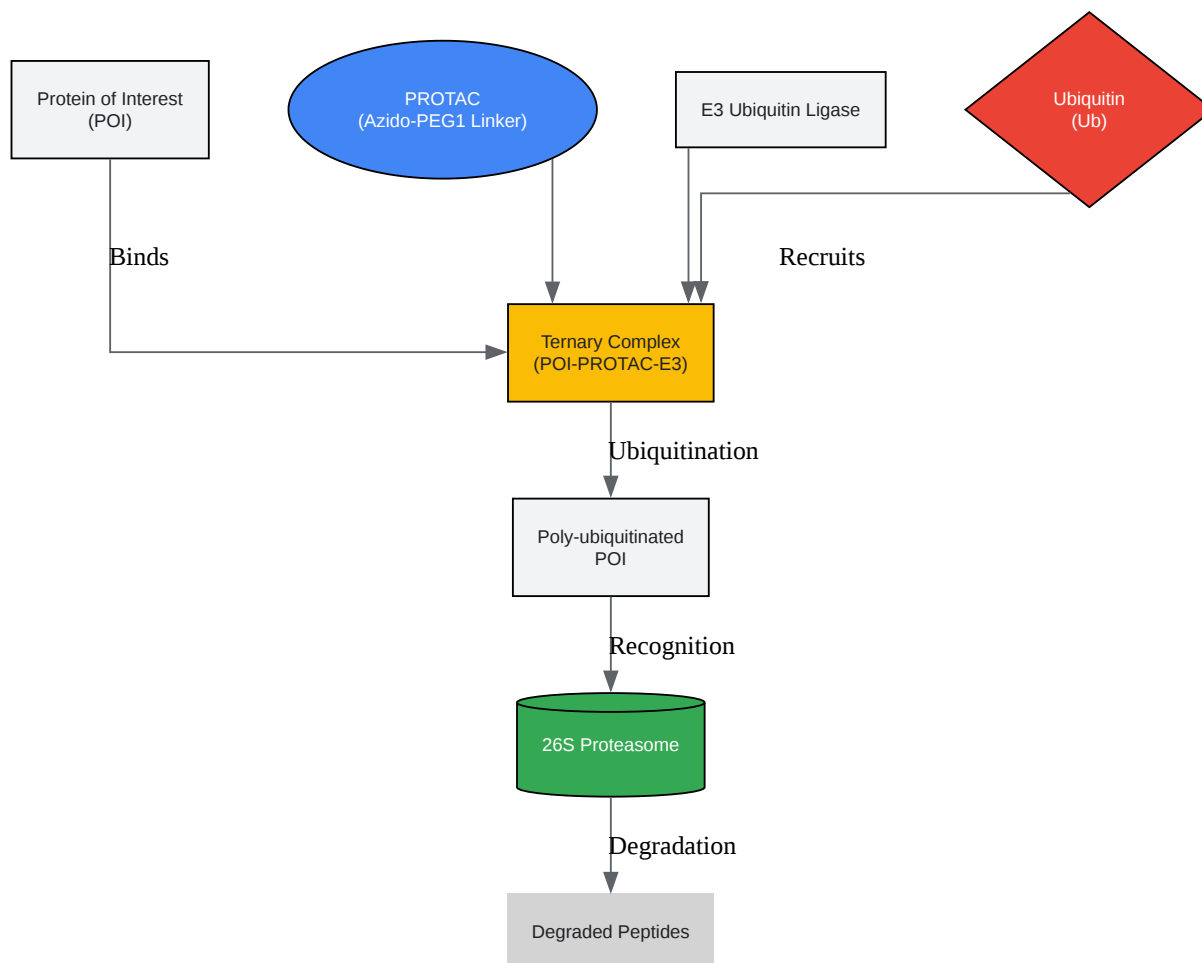 Protein of Interest
(POI)
PROTAC
(Azido-PEG1 Linker)
E3 Ubiquitin Ligase
Ubiquitin
(Ub)
Binds
Recruits
Ternary Complex
(POI-PROTAC-E3)
Ubiquitination
Poly-ubiquitinated
POI
Recognition
26S Proteasome
Degradation
Degraded Peptides